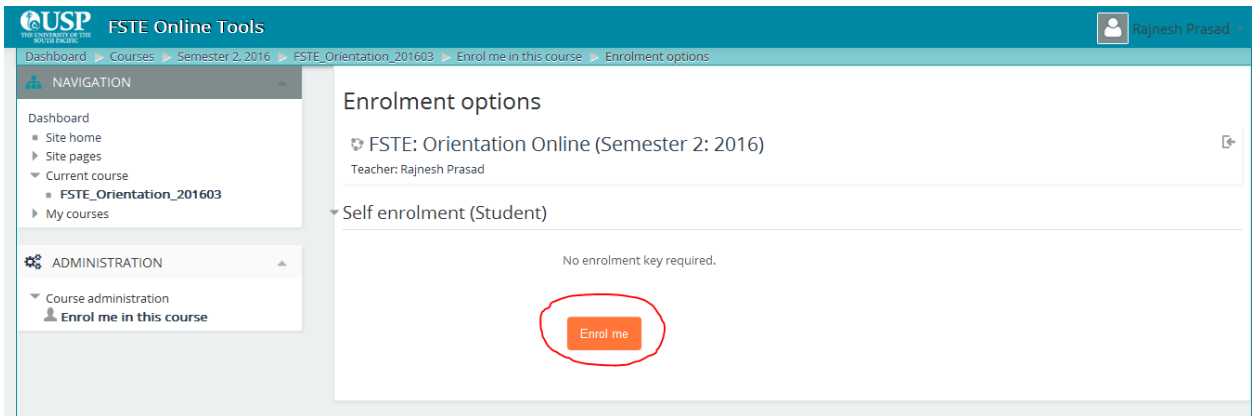 USP
THE UNIVERSITY OF THE
SOUTH PACIFIC
FSTE Online Tools
Rajnesh Prasad
Dashboard Courses Semester 2, 2016 FSTE_Orientation_201603 Enrol me in this course Enrolment options
NAVIGATION
Dashboard
Site home
Site pages
Current course
FSTE_Orientation_201603
My courses
ADMINISTRATION
Course administration
Enrol me in this course
Enrolment options
FSTE: Orientation Online (Semester 2: 2016)
Teacher: Rajnesh Prasad
Self enrolment (Student)
No enrolment key required.
Enrol me